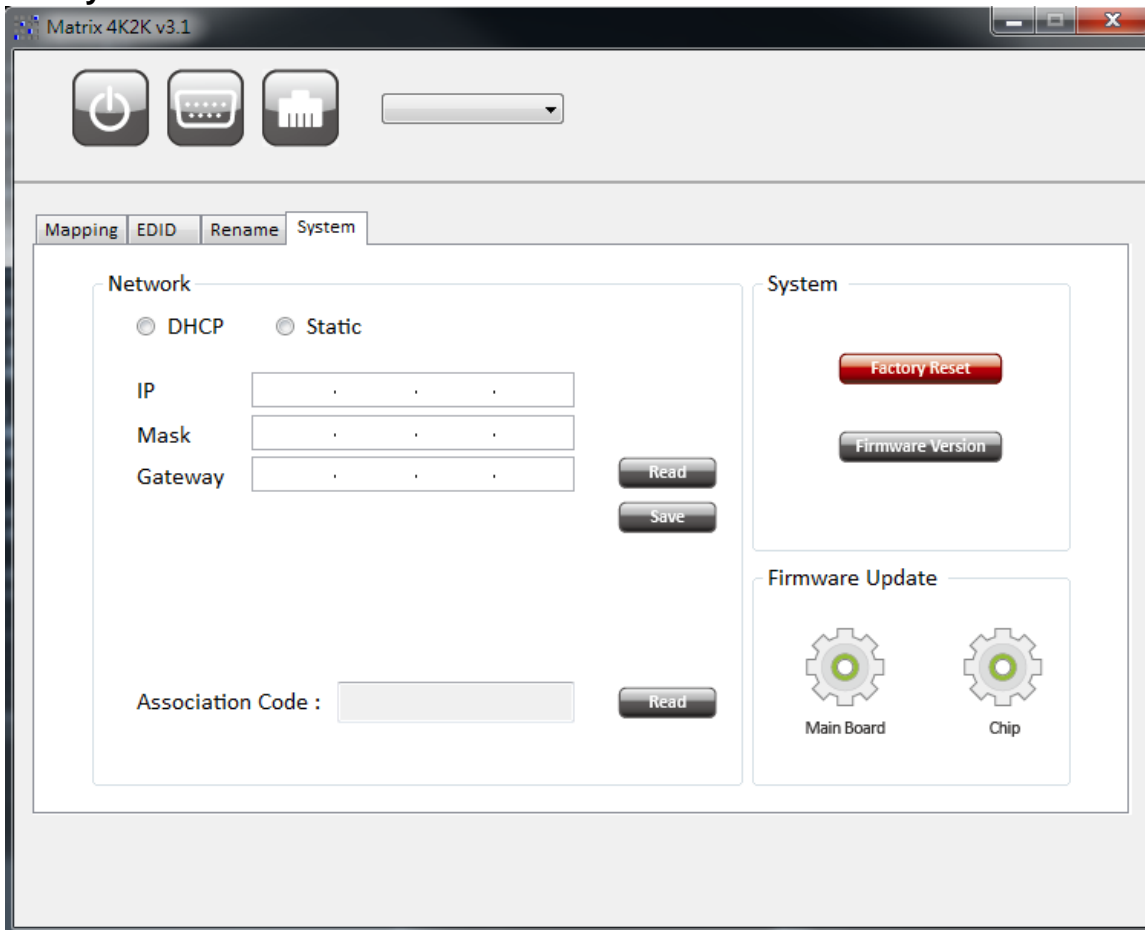 Matrix 4K2K v3.1
Mapping EDID Rename System
Network
DHCP Static
IP
Mask
Gateway
Read
Save
Association Code :
Read
System
Factory Reset
Firmware Version
Firmware Update
Main Board Chip